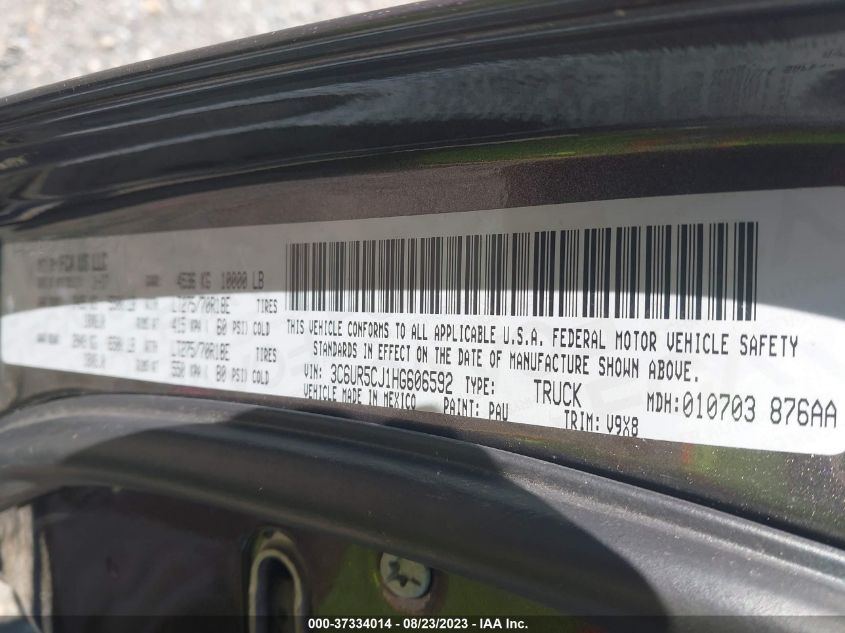 FCA US LLC
4536 KG 10000 LB
LT275/70R18E TIRES
415 KPA ( 60 PSI) COLD
LT275/70R18E TIRES
550 KPA ( 80 PSI) COLD
THIS VEHICLE CONFORMS TO ALL APPLICABLE U.S.A. FEDERAL MOTOR VEHICLE SAFETY
STANDARDS IN EFFECT ON THE DATE OF MANUFACTURE SHOWN ABOVE.
VIN: 3C6UR5CJ1HG606592 TYPE: TRUCK MDH:010703 876AA
VEHICLE MADE IN MEXICO PAINT: PAU TRIM: V9X8
000-37334014 - 08/23/2023 - IAA Inc.